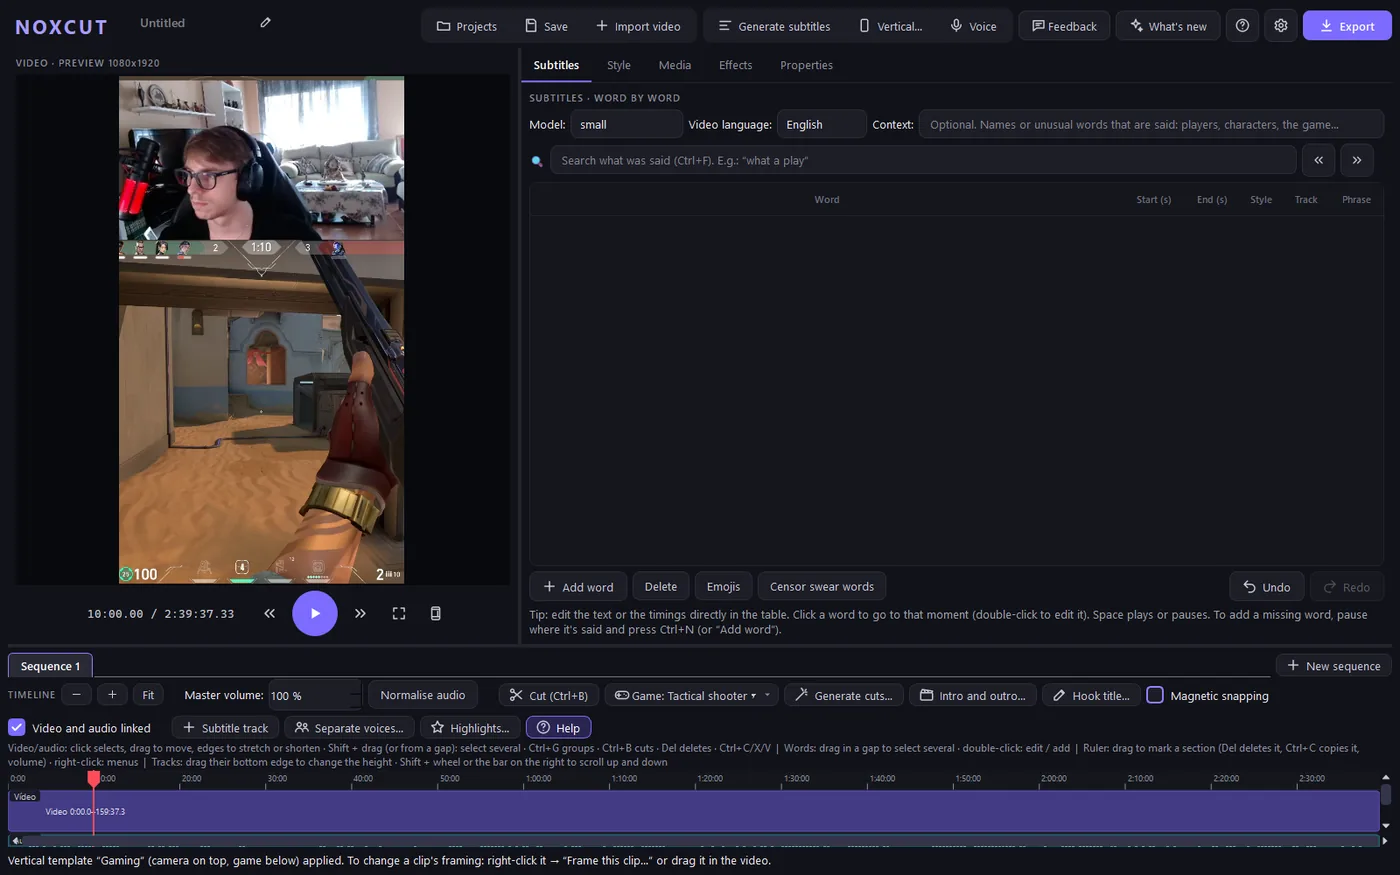 NOXCUT
Untitled
Projects
Save
Import video
Generate subtitles
Vertical...
Voice
Feedback
What's new
Export
VIDEO · PREVIEW 1080x1920
Subtitles
Style
Media
Effects
Properties
SUBTITLES · WORD BY WORD
Model: small
Video language: English
Context: Optional. Names or unusual words that are said: players, characters, the game...
Search what was said (Ctrl+F). E.g.: “what a play”
Word
Start (s)
End (s)
Style
Track
Phrase
2
1:10
3
25
100
4
2
10
10:00.00 / 2:39:37.33
Add word
Delete
Emojis
Censor swear words
Undo
Redo
Tip: edit the text or the timings directly in the table. Click a word to go to that moment (double-click to edit it). Space plays or pauses. To add a missing word, pause
where it's said and press Ctrl+N (or “Add word”).
Sequence 1
New sequence
TIMELINE
Fit
Master volume: 100 %
Normalise audio
Cut (Ctrl+B)
Game: Tactical shooter
Generate cuts...
Intro and outro...
Hook title...
Magnetic snapping
Video and audio linked
Subtitle track
Separate voices...
Highlights...
Help
Video/audio: click selects, drag to move, edges to stretch or shorten · Shift + drag (or from a gap): select several · Ctrl+G groups · Ctrl+B cuts · Del deletes · Ctrl+C/X/V | Words: drag in a gap to select several · double-click: edit / add | Ruler: drag to mark a section (Del deletes it, Ctrl+C copies it,
volume) · right-click: menus | Tracks: drag their bottom edge to change the height · Shift + wheel or the bar on the right to scroll up and down
0:00 0:00 20:00 30:00 40:00 50:00 1:00:00 1:10:00 1:20:00 1:30:00 1:40:00 1:50:00 2:00:00 2:10:00 2:20:00 2:30:00
Vídeo
Video 0:00.0–159:37.3
Vertical template “Gaming” (camera on top, game below) applied. To change a clip's framing: right-click it → “Frame this clip...” or drag it in the video.